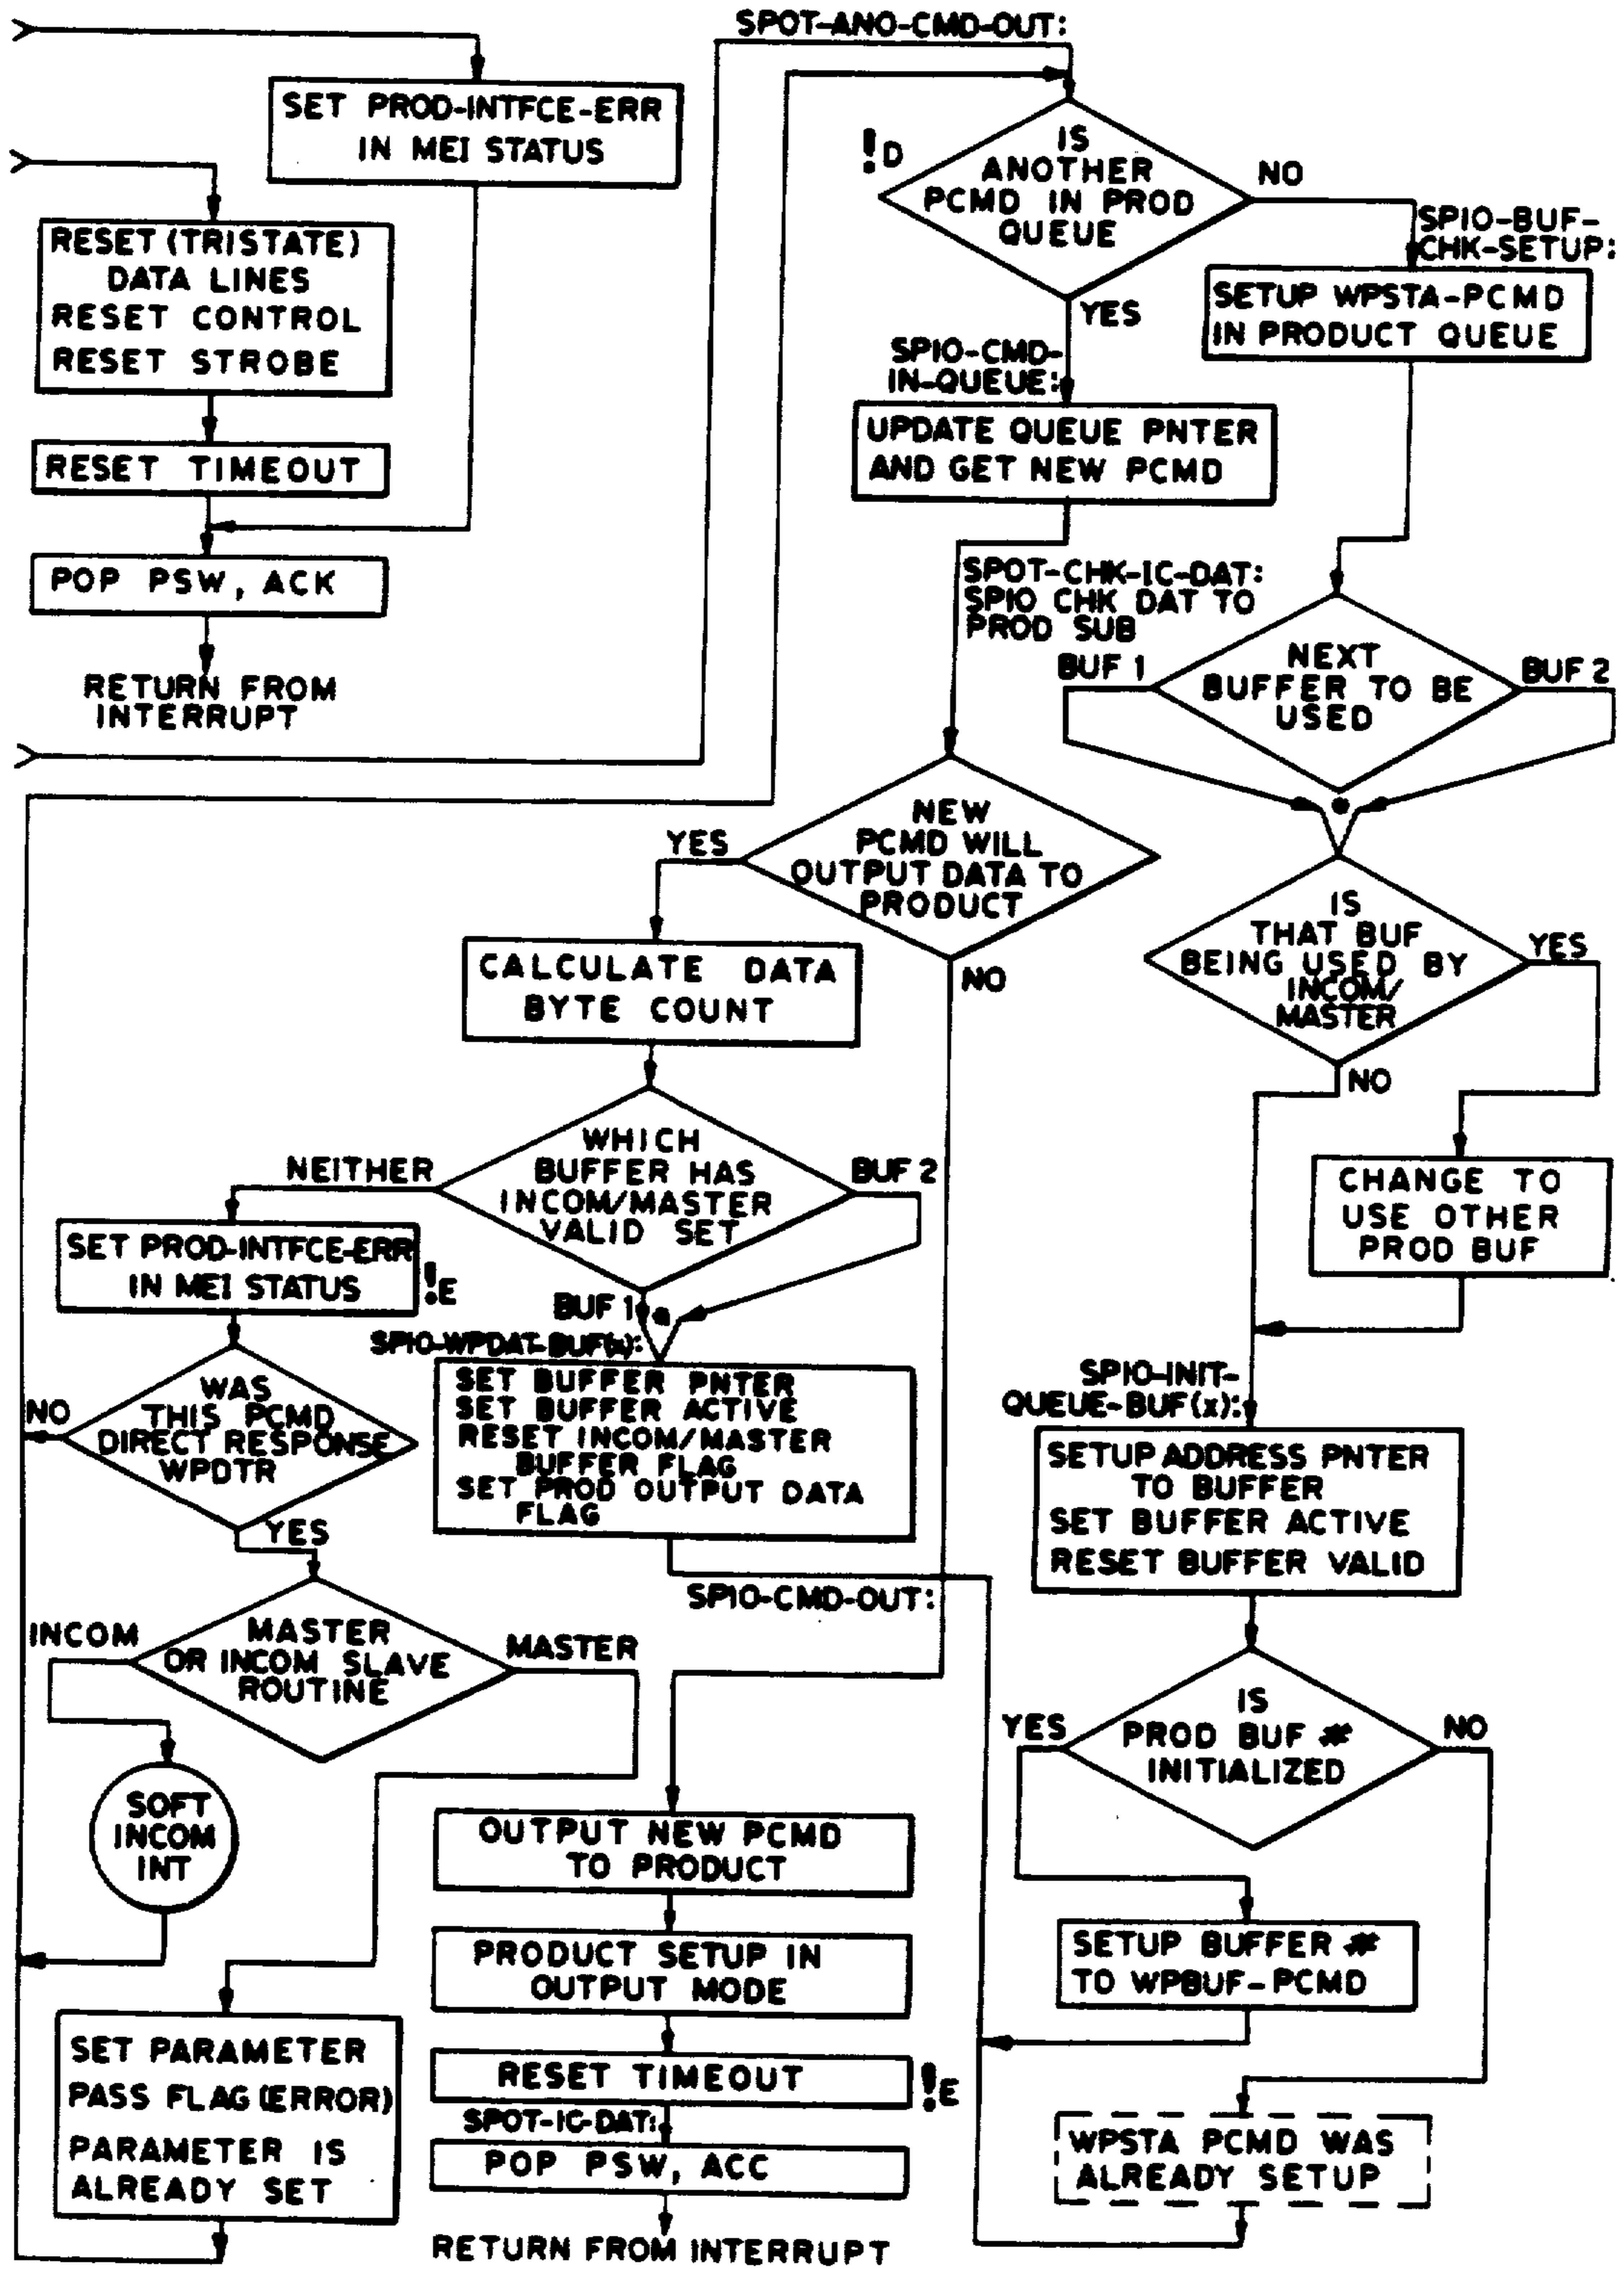 SPOT-ANO-CMD-OUT:
SET PROD-INTFCE-ERR
IN MEI STATUS
RESET (TRISTATE)
DATA LINES
RESET CONTROL
RESET STROBE
RESET TIMEOUT
POP PSW, ACK
RETURN FROM
INTERRUPT
!D
IS
ANOTHER
PCMD IN PROD
QUEUE
NO
YES
SPIO-BUF-
CHK-SETUP:
SETUP WPSTA-PCMD
IN PRODUCT QUEUE
SPIO-CMD-
IN-QUEUE:
UPDATE QUEUE PNTER
AND GET NEW PCMD
SPOT-CHK-IC-DAT:
SPIO CHK DAT TO
PROD SUB
BUF 1
NEXT
BUFFER TO BE
USED
BUF 2
NEW
PCMD WILL
OUTPUT DATA TO
PRODUCT
YES
NO
IS
THAT BUF
BEING USED BY
INCOM/
MASTER
YES
NO
CALCULATE DATA
BYTE COUNT
WHICH
BUFFER HAS
INCOM/MASTER
VALID SET
NEITHER
BUF 2
BUF 1
CHANGE TO
USE OTHER
PROD BUF
SET PROD-INTFCE-ERR
IN MEI STATUS
!E
SPIO-WPDAT-BUF(x):
SET BUFFER PNTER
SET BUFFER ACTIVE
RESET INCOM/MASTER
BUFFER FLAG
SET PROD OUTPUT DATA
FLAG
NO
WAS
THIS PCMD
DIRECT RESPONSE
WPDTR
YES
SPIO-INIT-
QUEUE-BUF(x):
SETUP ADDRESS PNTER
TO BUFFER
SET BUFFER ACTIVE
RESET BUFFER VALID
SPIO-CMD-OUT:
INCOM
MASTER
OR INCOM SLAVE
ROUTINE
MASTER
SOFT
INCOM
INT
YES
IS
PROD BUF #
INITIALIZED
NO
OUTPUT NEW PCMD
TO PRODUCT
PRODUCT SETUP IN
OUTPUT MODE
RESET TIMEOUT
!E
SPOT-IC-DAT:
POP PSW, ACC
RETURN FROM INTERRUPT
SETUP BUFFER #
TO WPBUF-PCMD
SET PARAMETER
PASS FLAG (ERROR)
PARAMETER IS
ALREADY SET
WPSTA PCMD WAS
ALREADY SETUP